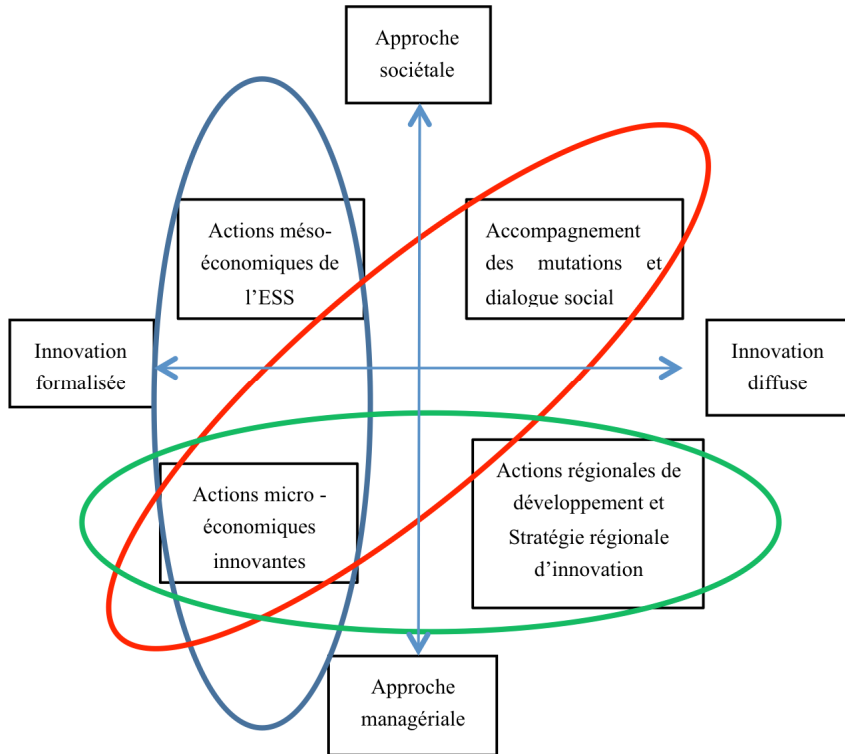 Approche
sociétale
Actions méso-
économiques de
l’ESS
Accompagnement
des mutations et
dialogue social
Innovation
formalisée
Innovation
diffuse
Actions micro -
économiques
innovantes
Actions régionales de
développement et
Stratégie régionale
d’innovation
Approche
managériale